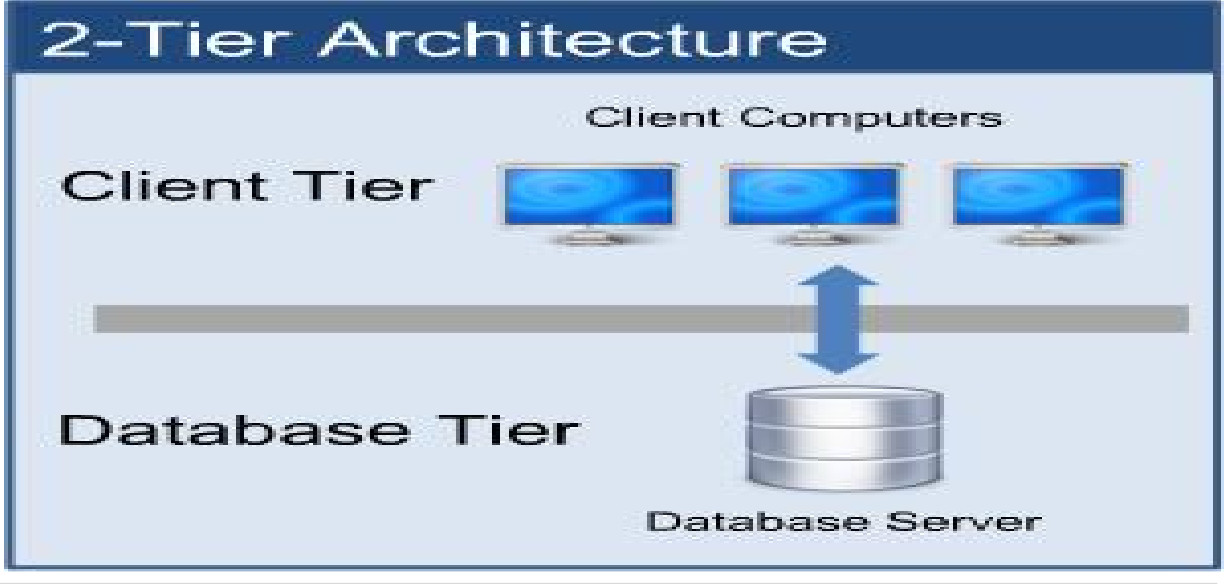 2-Tier Architecture
Client Computers
Client Tier
Database Tier
Database Server